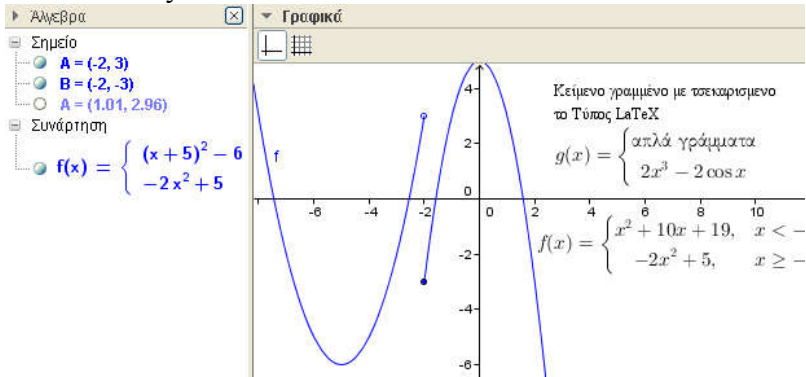 Άλγεβρα
Σημείο
A = (-2, 3)
B = (-2, -3)
A = (1.01, 2.96)
Συνάρτηση
f(x) = { (x + 5)² − 6
−2 x² + 5
Γραφικά
f
4
2
0
-2
-4
-6
-6 -4 -2 0 2 4 6 8 10
Κείμενο γραμμένο με τσεκαρισμενο
το Τύπος LaTeX
g(x) = { απλά γράμματα
2x³ − 2 cos x
f(x) = { x² + 10x + 19, x < −
−2x² + 5, x ≥ −